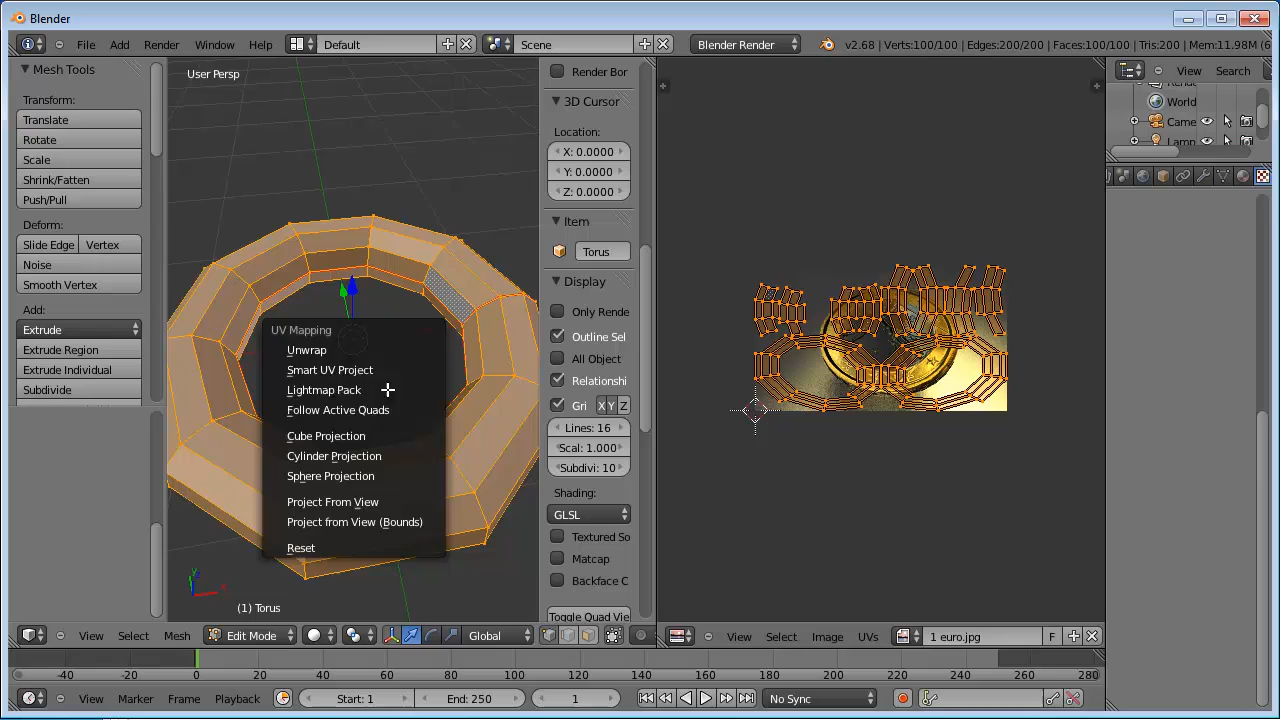 Blender
File Add Render Window Help Default Scene Blender Render v2.68 | Verts:100/100 | Edges:200/200 | Faces:100/100 | Tris:200 | Mem:11.98M (6
Mesh Tools
Transform:
Translate
Rotate
Scale
Shrink/Fatten
Push/Pull
Deform:
Slide Edge Vertex
Noise
Smooth Vertex
Add:
Extrude
Extrude Region
Extrude Individual
Subdivide
User Persp
UV Mapping
Unwrap
Smart UV Project
Lightmap Pack
Follow Active Quads
Cube Projection
Cylinder Projection
Sphere Projection
Project From View
Project from View (Bounds)
Reset
(1) Torus
Render Bor
3D Cursor
Location:
X: 0.0000
Y: 0.0000
Z: 0.0000
Item
Torus
Display
Only Rende
Outline Sel
All Object
Relationshi
Gri X Y Z
Lines: 16
Scal: 1.000
Subdivi: 10
Shading:
GLSL
Textured So
Matcap
Backface C
Toggle Quad Vie
View Search
World
Came
Lamp
View Select Mesh Edit Mode Global
View Select Image UVs 1 euro.jpg F
-40 -20 0 20 40 60 80 100 120 140 160 180 200 220 240 260 280
View Marker Frame Playback Start: 1 End: 250 1 No Sync